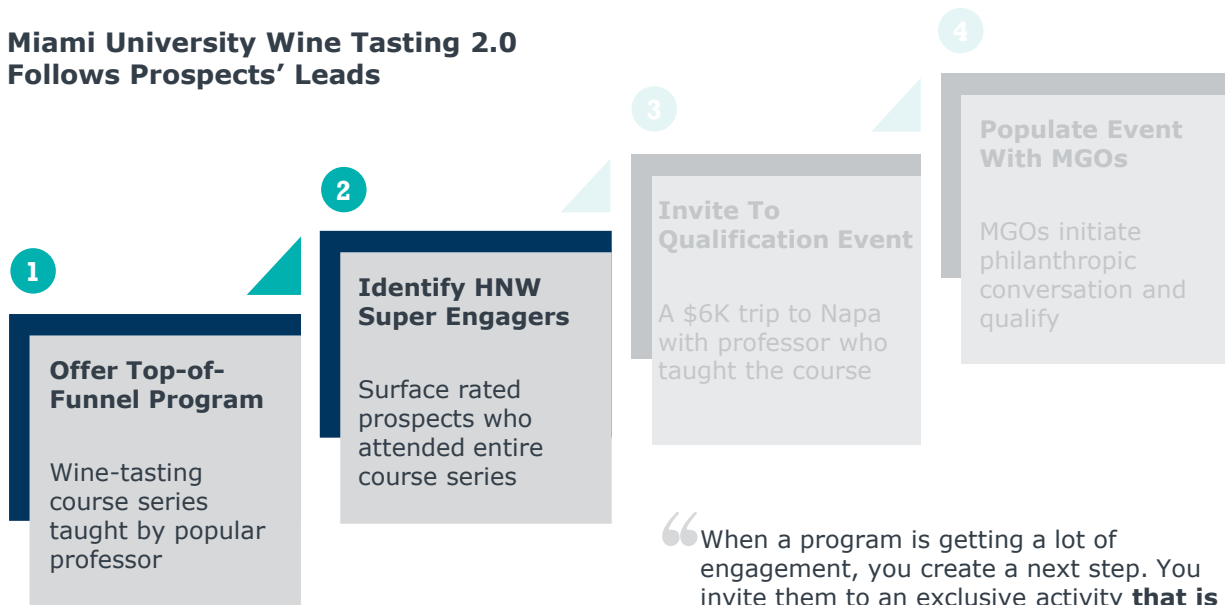 Miami University Wine Tasting 2.0
Follows Prospects’ Leads
1
Offer Top-of-
Funnel Program
Wine-tasting
course series
taught by popular
professor
2
Identify HNW
Super Engagers
Surface rated
prospects who
attended entire
course series
3
Invite To
Qualification Event
A $6K trip to Napa
with professor who
taught the course
4
Populate Event
With MGOs
MGOs initiate
philanthropic
conversation and
qualify
“When a program is getting a lot of
engagement, you create a next step. You
invite them to an exclusive activity that is